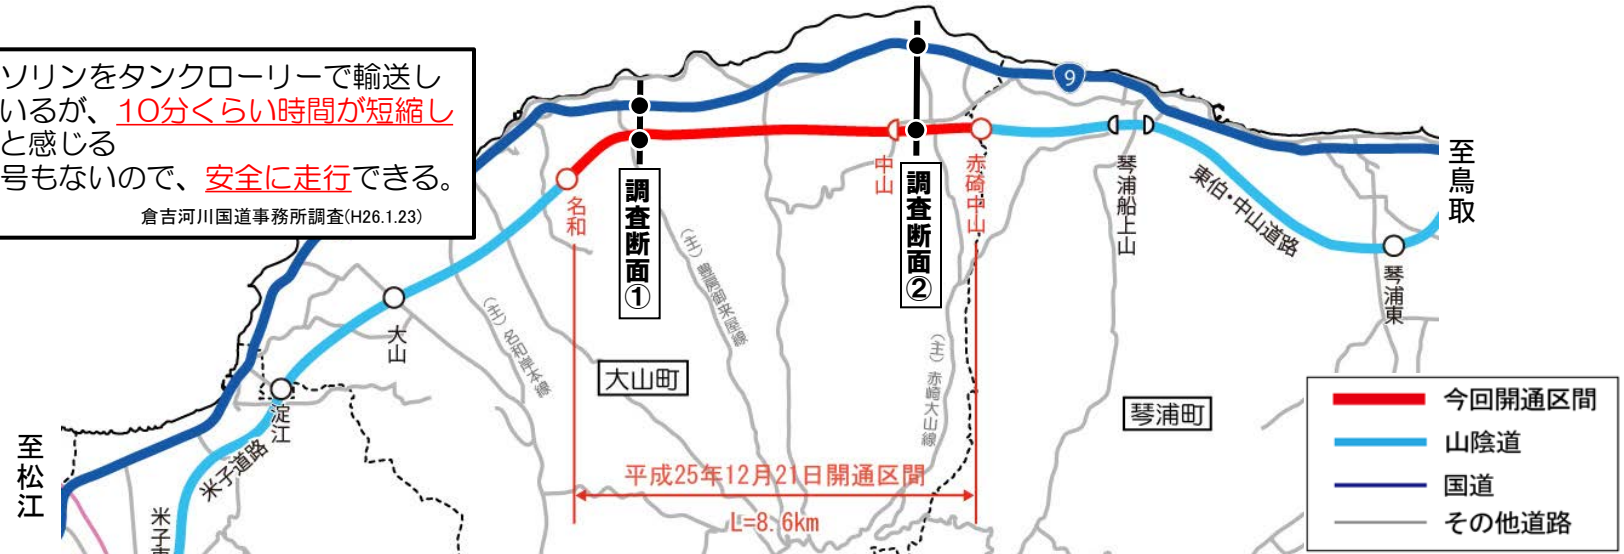 ソリンをタンクローリーで輸送し
いるが、10分くらい時間が短縮し
と感じる
号もないので、安全に走行できる。
倉吉河川国道事務所調査(H26.1.23)
9
至鳥取
中山
赤碕中山
名和
調査断面①
調査断面②
琴浦船上山
東伯・中山道路
琴浦東
(主)豊房御来屋線
(主)名和岸本線
(主)赤崎大山線
大山
大山町
琴浦町
淀江
米子道路
至松江
平成25年12月21日開通区間
L=8.6km
今回開通区間
山陰道
国道
その他道路